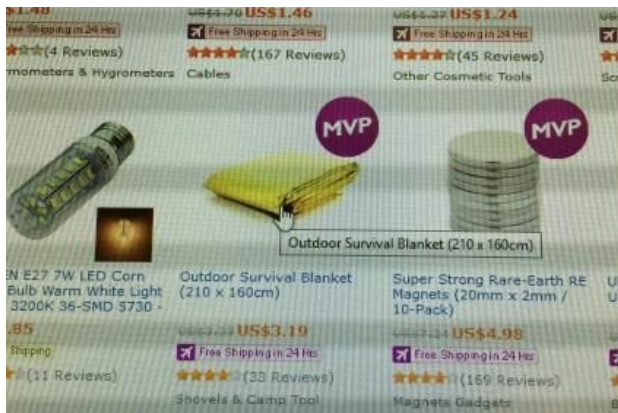 $1.48
US$1.46
US$1.24
Free Shipping in 24 Hrs
Free Shipping in 24 Hrs
Free Shipping in 24 Hrs
(4 Reviews)
(167 Reviews)
(45 Reviews)
mometers & Hygrometers
Cables
Other Cosmetic Tools
MVP
MVP
Outdoor Survival Blanket (210 x 160cm)
N E27 7W LED Corn
Bulb Warm White Light
3200K 36-SMD 5730 -
Outdoor Survival Blanket
(210 x 160cm)
Super Strong Rare-Earth RE
Magnets (20mm x 2mm /
10-Pack)
.85
US$3.19
US$4.98
Shipping
Free Shipping in 24 Hrs
Free Shipping in 24 Hrs
(11 Reviews)
(33 Reviews)
(169 Reviews)
Shovels & Camp Tool
Magnets Gadgets